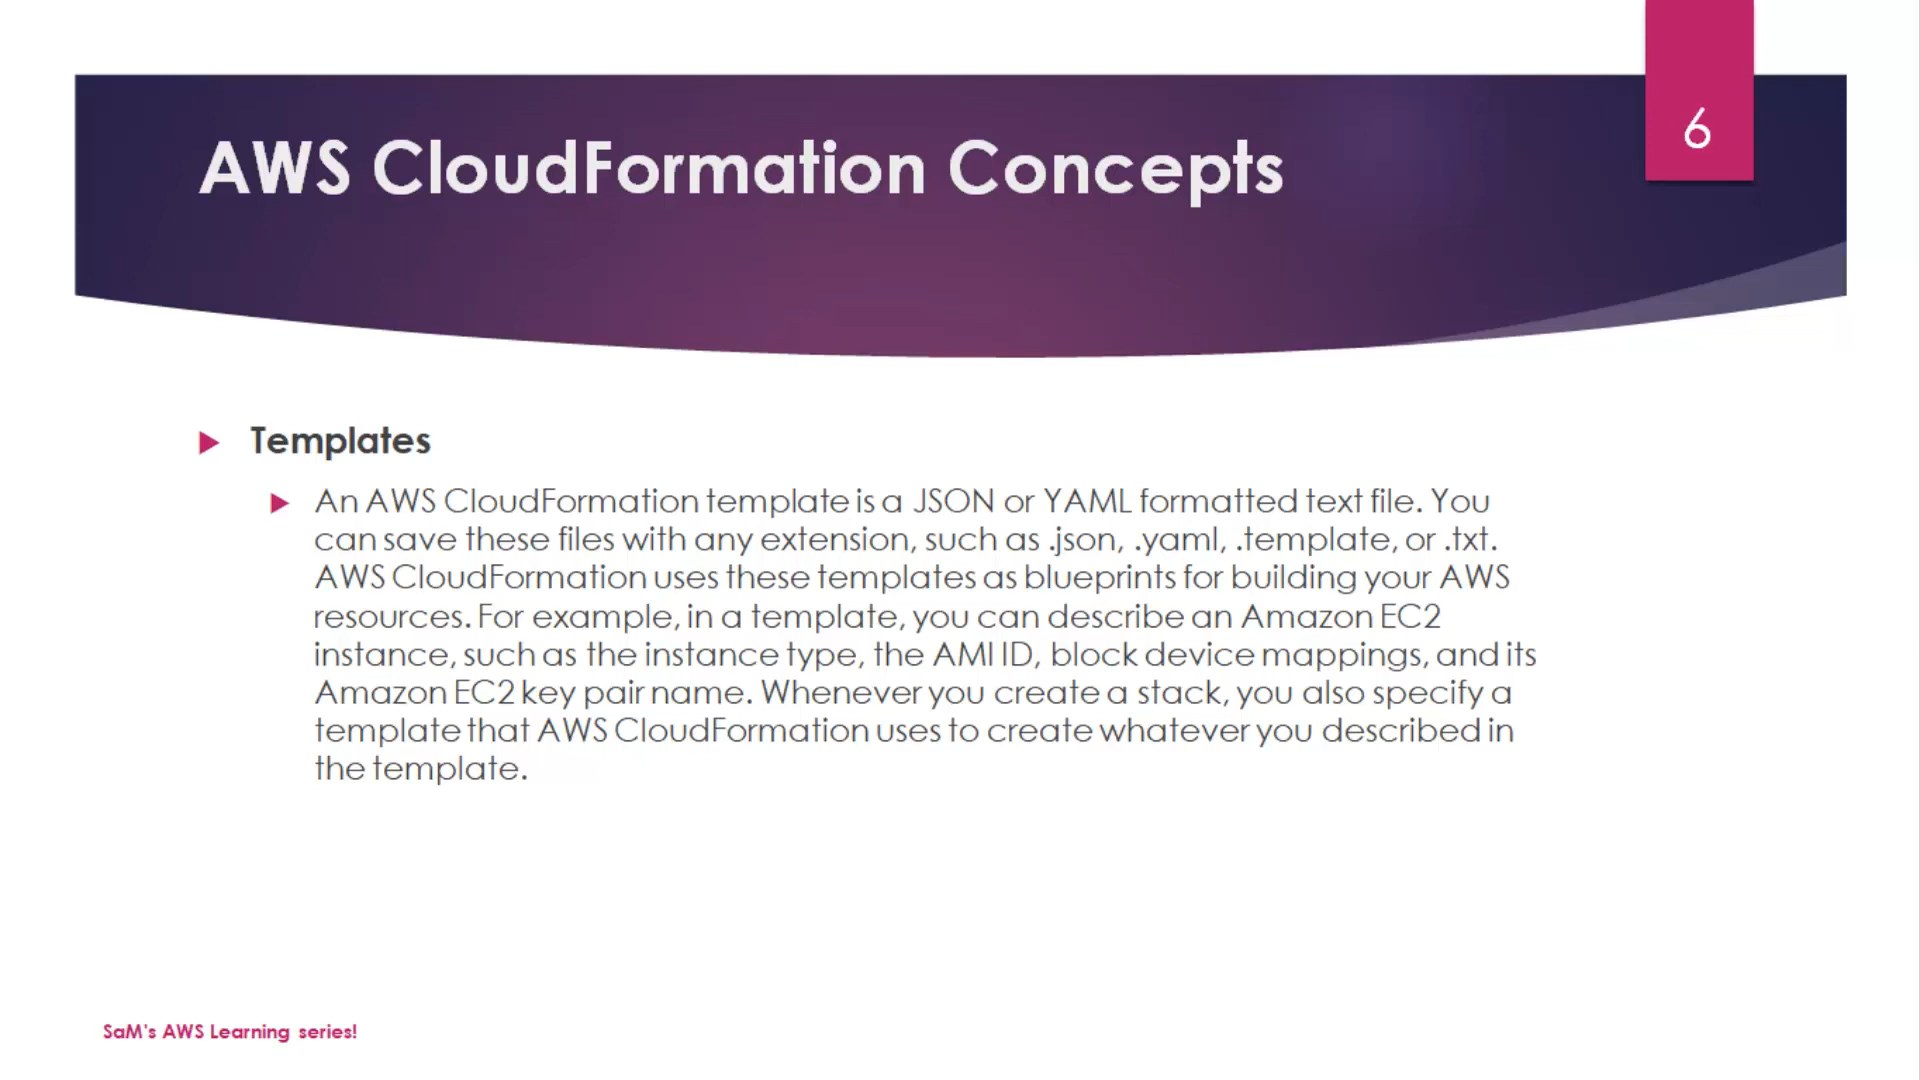 6
AWS CloudFormation Concepts
Templates
An AWS CloudFormation template is a JSON or YAML formatted text file. You
can save these files with any extension, such as .json, .yaml, .template, or .txt.
AWS CloudFormation uses these templates as blueprints for building your AWS
resources. For example, in a template, you can describe an Amazon EC2
instance, such as the instance type, the AMI ID, block device mappings, and its
Amazon EC2 key pair name. Whenever you create a stack, you also specify a
template that AWS CloudFormation uses to create whatever you described in
the template.
SaM's AWS Learning series!